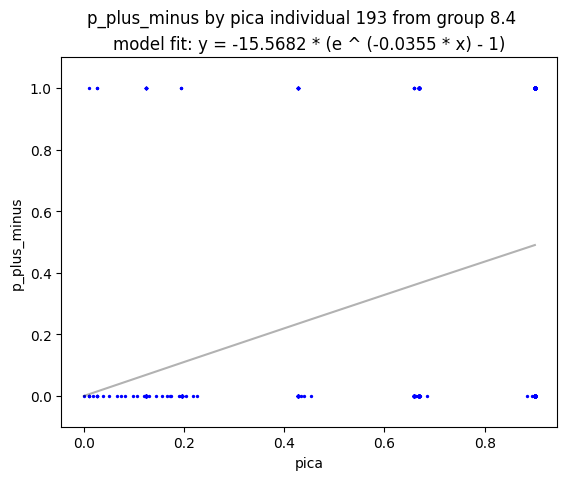 p_plus_minus by pica individual 193 from group 8.4
model fit: y = -15.5682 * (e ^ (-0.0355 * x) - 1)
1.0
0.8
0.6
0.4
0.2
0.0
p_plus_minus
0.0 0.2 0.4 0.6 0.8
pica